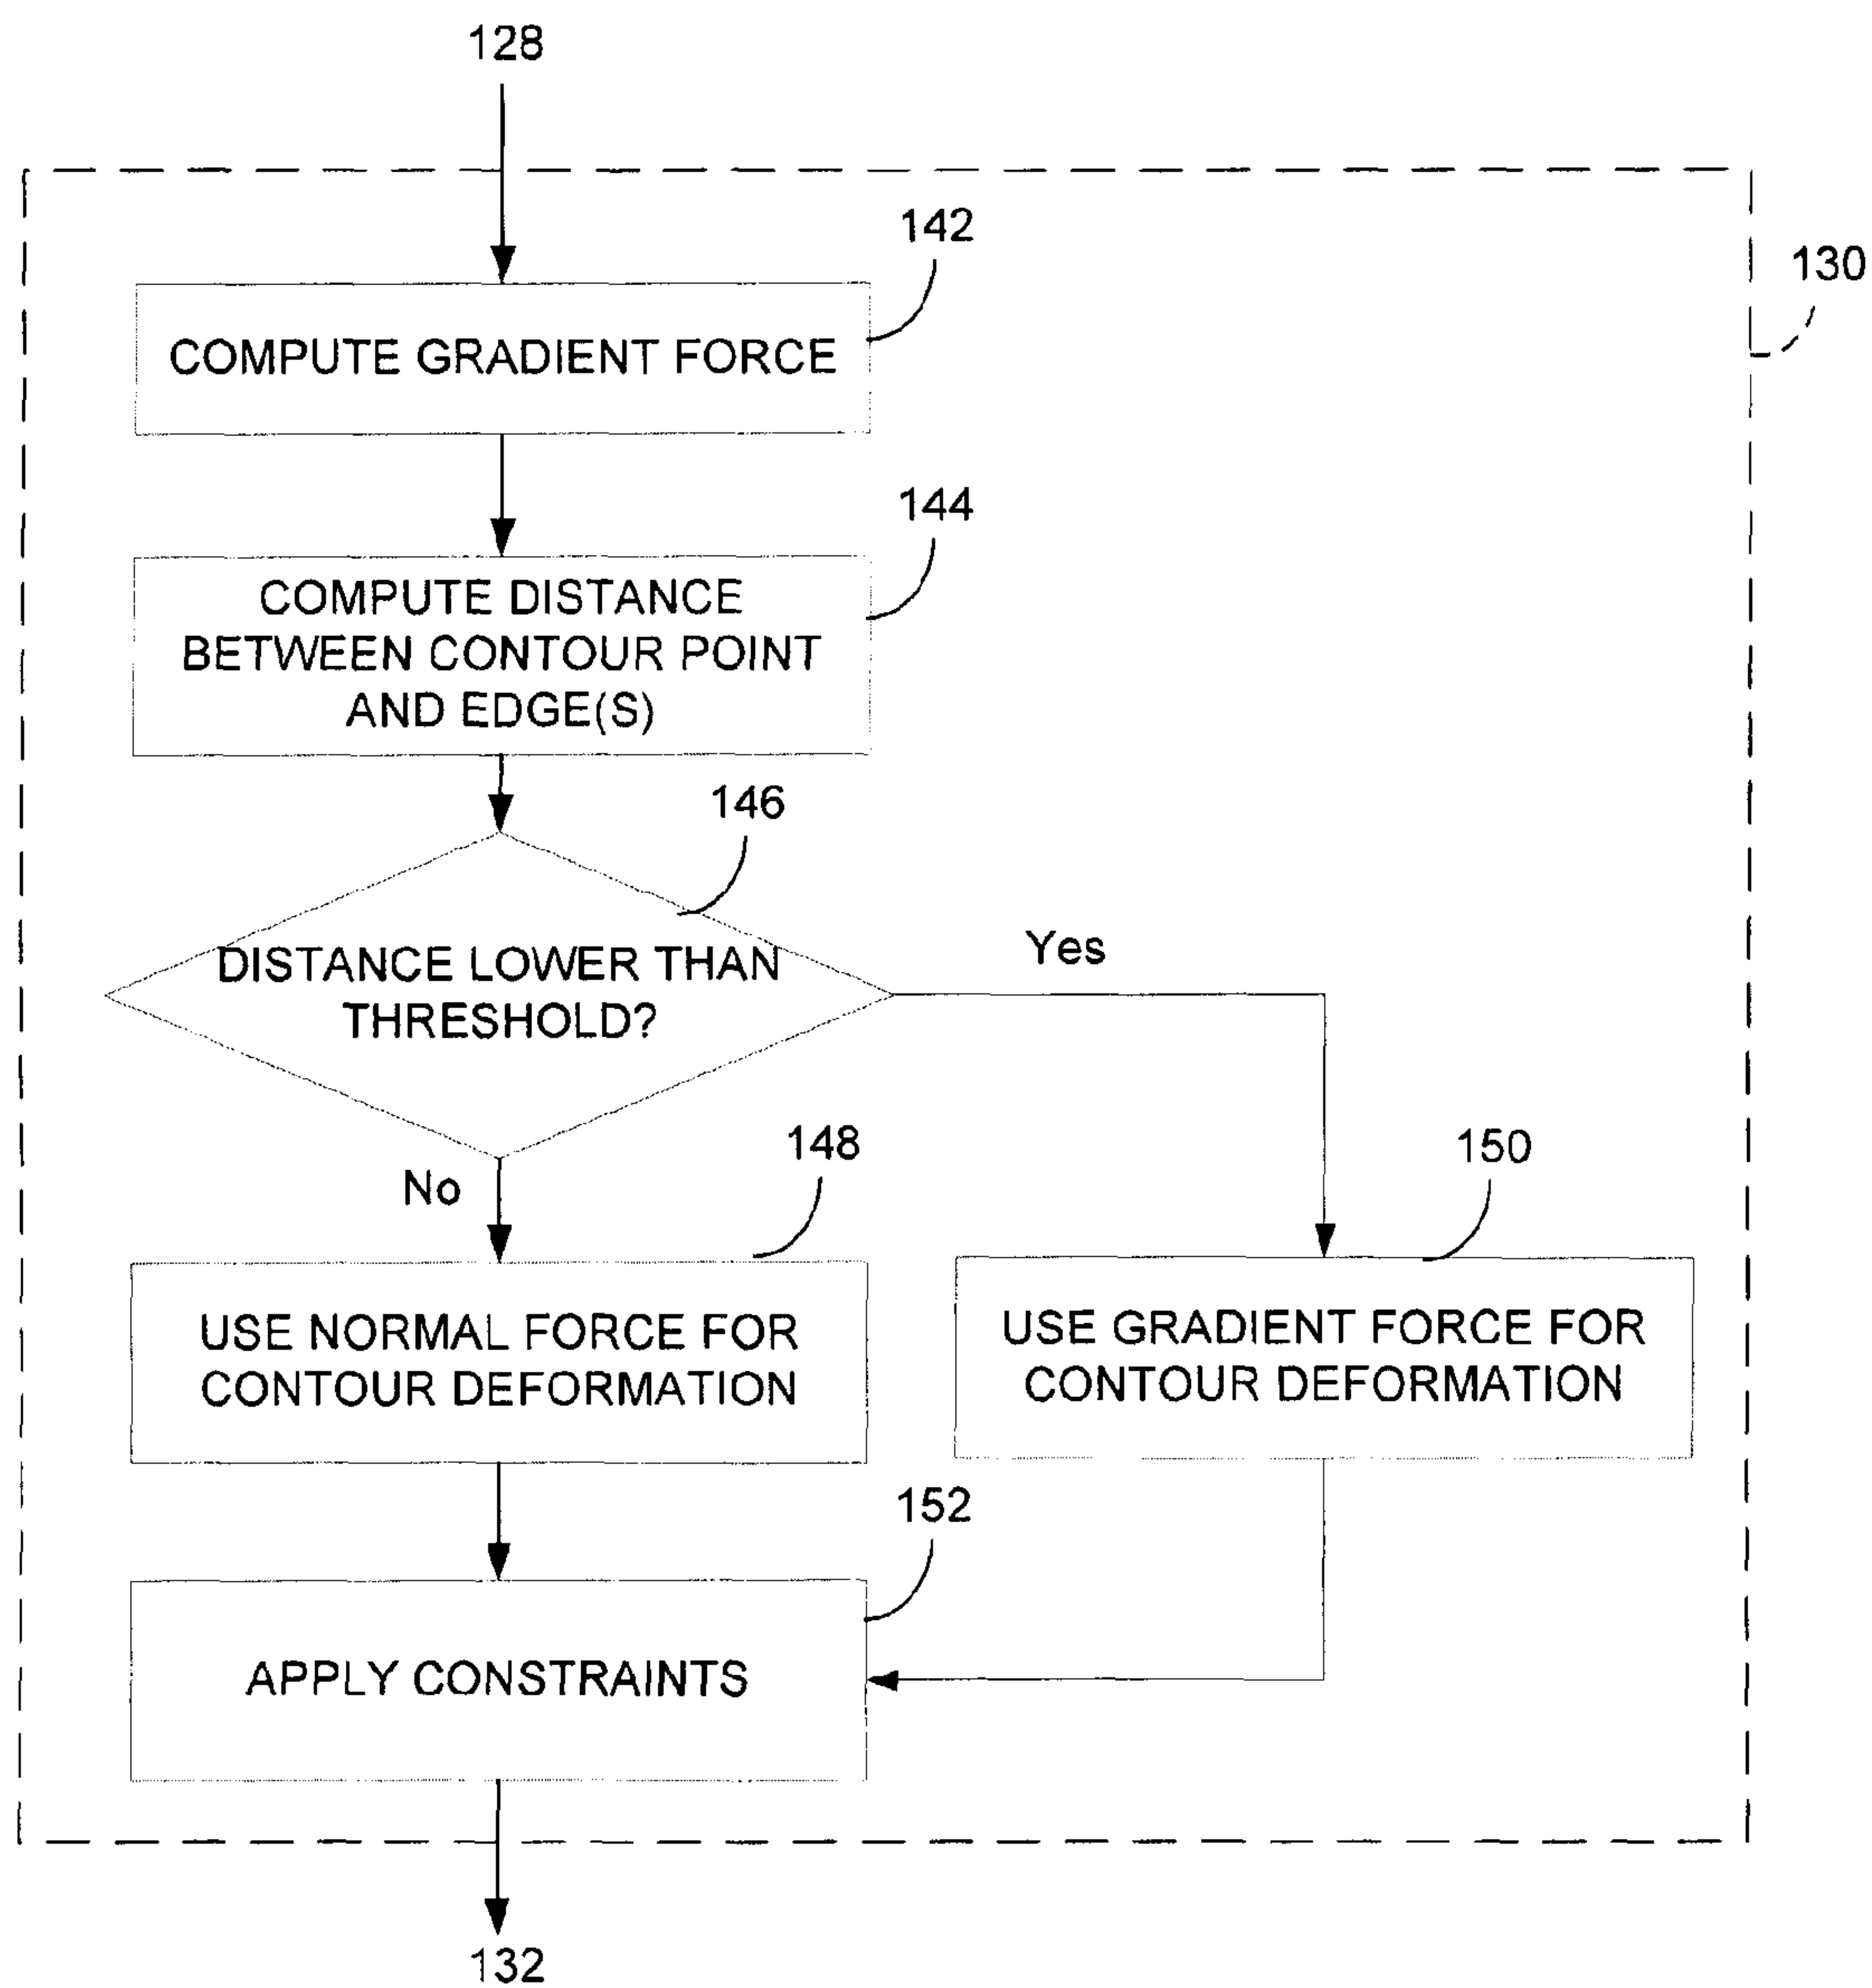 128
130
142
COMPUTE GRADIENT FORCE
144
COMPUTE DISTANCE
BETWEEN CONTOUR POINT
AND EDGE(S)
146
DISTANCE LOWER THAN
THRESHOLD?
Yes
No
148
USE NORMAL FORCE FOR
CONTOUR DEFORMATION
150
USE GRADIENT FORCE FOR
CONTOUR DEFORMATION
152
APPLY CONSTRAINTS
132